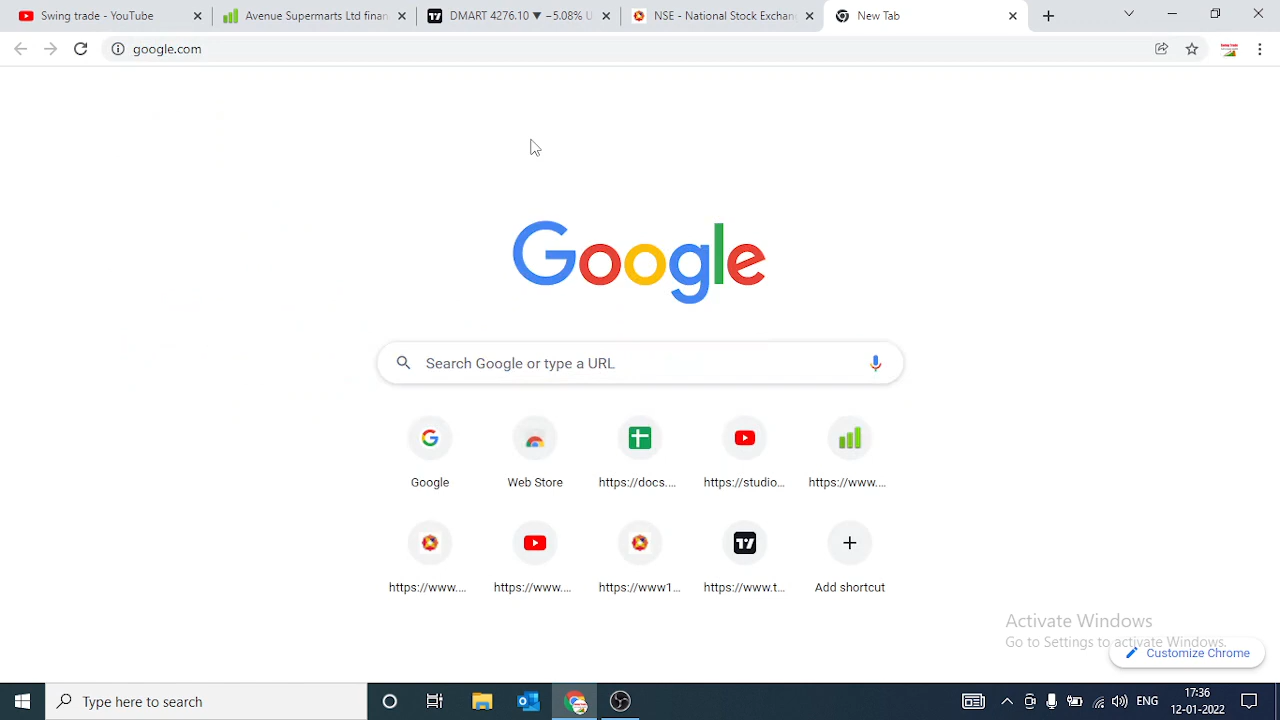 Swing trade - YouTube
Avenue Supermarts Ltd finan
DMART 4276.10 ▼ −5.08% U
NSE - National Stock Exchan
New Tab
google.com
Google
Search Google or type a URL
Google
Web Store
https://docs....
https://studio...
https://www....
https://www....
https://www....
https://www1...
https://www.t...
Add shortcut
Activate Windows
Go to Settings to activate Windows.
Customize Chrome
Type here to search
ENG
17:36
12-01-2022